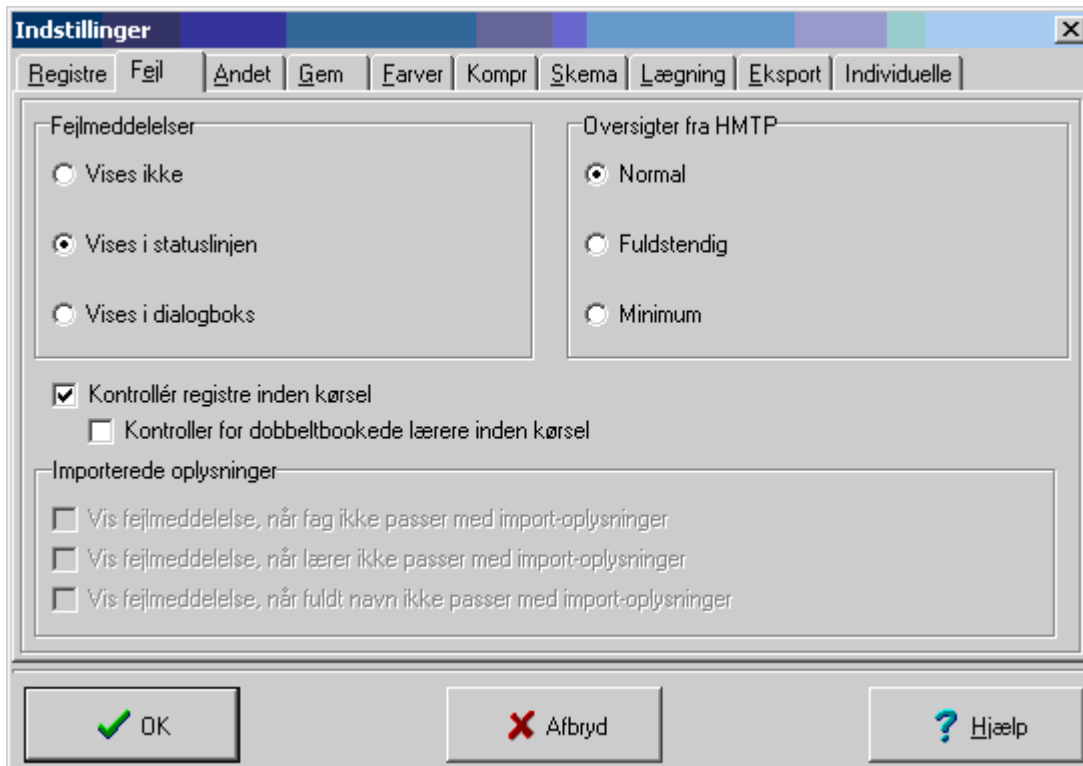 Indstillinger
Registre Fejl Andet Gem Farver Kompr Skema Lægning Eksport Individuelle
Fejlmeddelelser
Vises ikke
Vises i statuslinjen
Vises i dialogboks
Oversigter fra HMTP
Normal
Fuldstendig
Minimum
Kontrollér registre inden kørsel
Kontroller for dobbeltbookede lærere inden kørsel
Importerede oplysninger
Vis fejlmeddelelse, når fag ikke passer med import-oplysninger
Vis fejlmeddelelse, når lærer ikke passer med import-oplysninger
Vis fejlmeddelelse, når fuldt navn ikke passer med import-oplysninger
OK Afbryd Hjælp